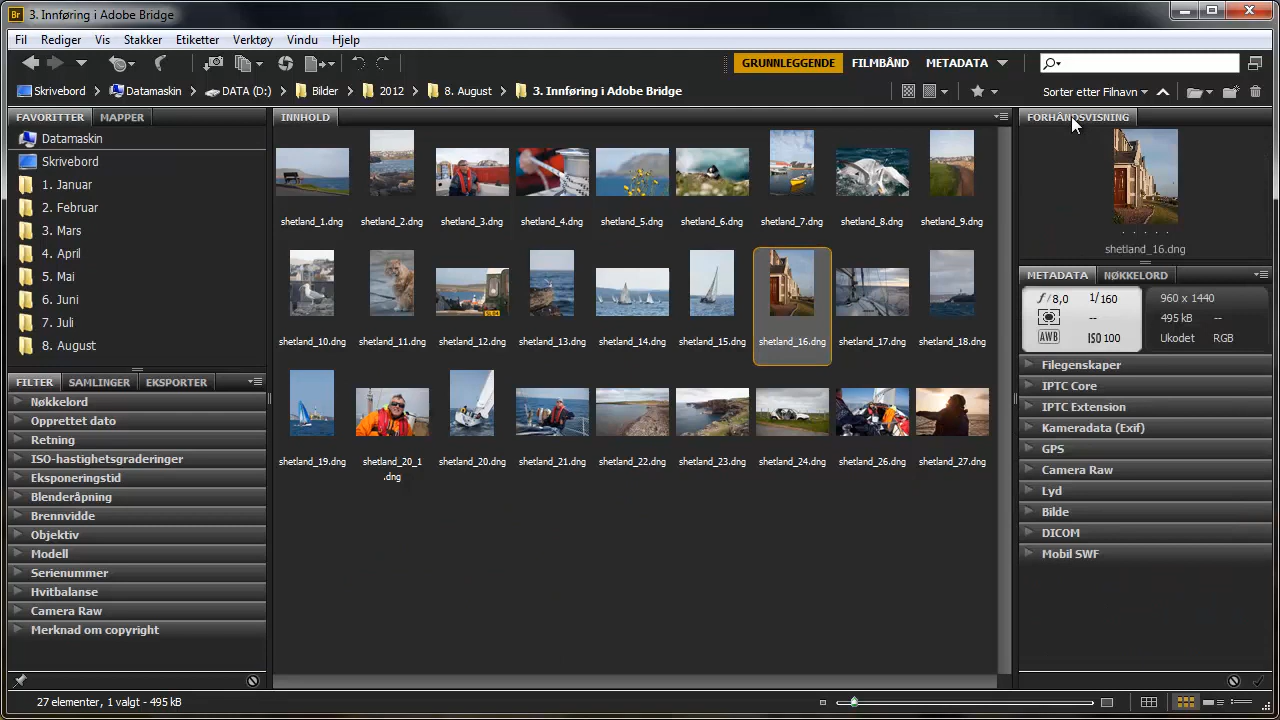 Br 3. Innføring i Adobe Bridge
Fil Rediger Vis Stakker Etiketter Verktøy Vindu Hjelp
GRUNNLEGGENDE FILMBÅND METADATA
Skrivebord Datamaskin DATA (D:) Bilder 2012 8. August 3. Innføring i Adobe Bridge Sorter etter Filnavn
FAVORITTER MAPPER
Datamaskin
Skrivebord
1. Januar
2. Februar
3. Mars
4. April
5. Mai
6. Juni
7. Juli
8. August
FILTER SAMLINGER EKSPORTER
Nøkkelord
Opprettet dato
Retning
ISO-hastighetsgraderinger
Eksponeringstid
Blenderåpning
Brennvidde
Objektiv
Modell
Serienummer
Hvitbalanse
Camera Raw
Merknad om copyright
INNHOLD
shetland_1.dng shetland_2.dng shetland_3.dng shetland_4.dng shetland_5.dng shetland_6.dng shetland_7.dng shetland_8.dng shetland_9.dng
shetland_10.dng shetland_11.dng shetland_12.dng shetland_13.dng shetland_14.dng shetland_15.dng shetland_16.dng shetland_17.dng shetland_18.dng
shetland_19.dng shetland_20_1
.dng shetland_20.dng shetland_21.dng shetland_22.dng shetland_23.dng shetland_24.dng shetland_26.dng shetland_27.dng
FORHÅNDSVISNING
shetland_16.dng
METADATA NØKKELORD
f/8,0 1/160 960 x 1440
-- 495 kB --
AWB ISO 100 Ukodet RGB
Filegenskaper
IPTC Core
IPTC Extension
Kameradata (Exif)
GPS
Camera Raw
Lyd
Bilde
DICOM
Mobil SWF
27 elementer, 1 valgt - 495 kB